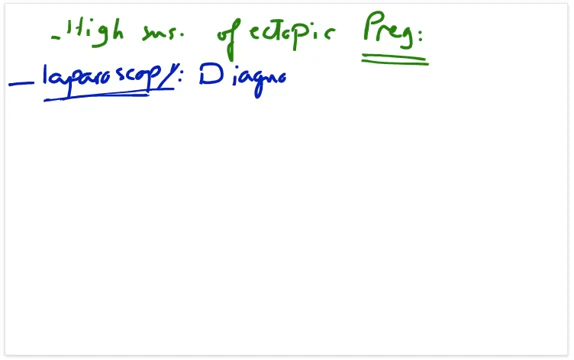 - High sus. of ectopic Preg:
- laparoscopy: Diagno